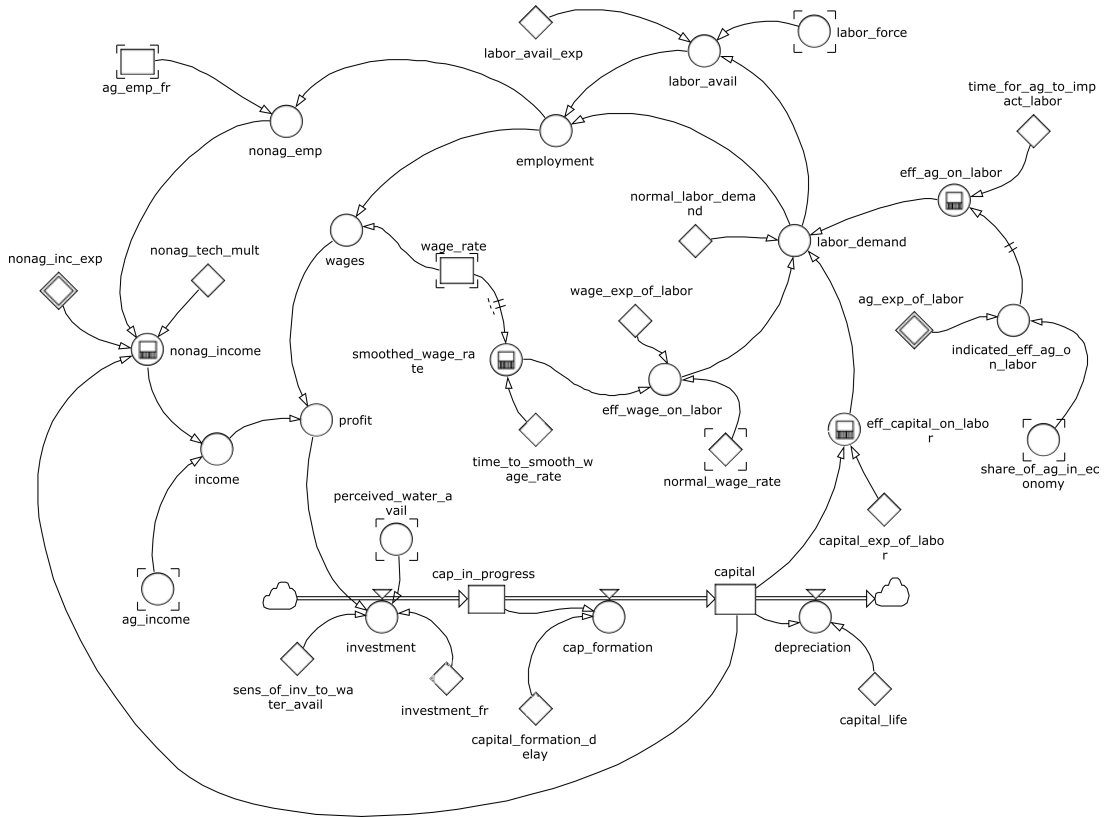 labor_avail_exp
labor_force
labor_avail
ag_emp_fr
time_for_ag_to_imp
act_labor
nonag_emp
employment
eff_ag_on_labor
normal_labor_dema
nd
labor_demand
wages
wage_rate
nonag_tech_mult
nonag_inc_exp
wage_exp_of_labor
ag_exp_of_labor
nonag_income
smoothed_wage_ra
te
indicated_eff_ag_o
n_labor
eff_wage_on_labor
profit
eff_capital_on_labo
r
income
time_to_smooth_w
age_rate
normal_wage_rate
share_of_ag_in_ec
onomy
perceived_water_a
vail
capital_exp_of_labo
r
cap_in_progress
capital
ag_income
investment
cap_formation
depreciation
sens_of_inv_to_wa
ter_avail
investment_fr
capital_life
capital_formation_d
elay